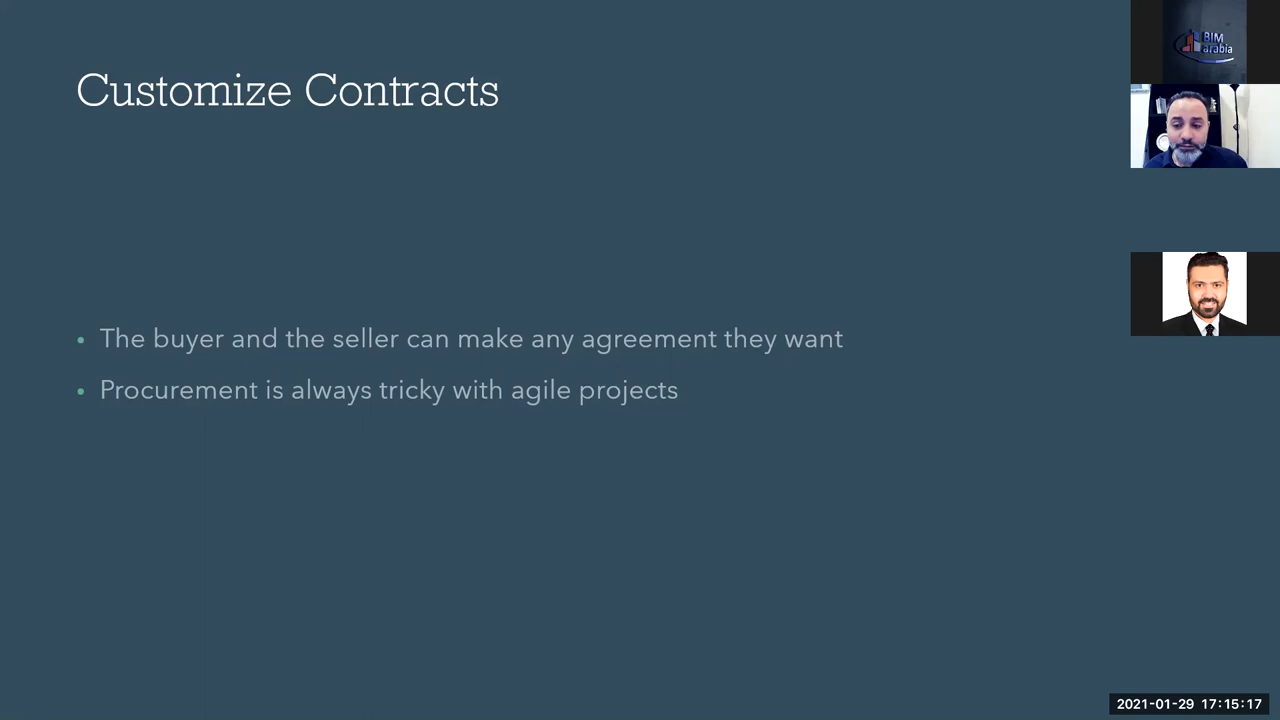 Customize Contracts
BIM
arabia
• The buyer and the seller can make any agreement they want
• Procurement is always tricky with agile projects
2021-01-29 17:15:17